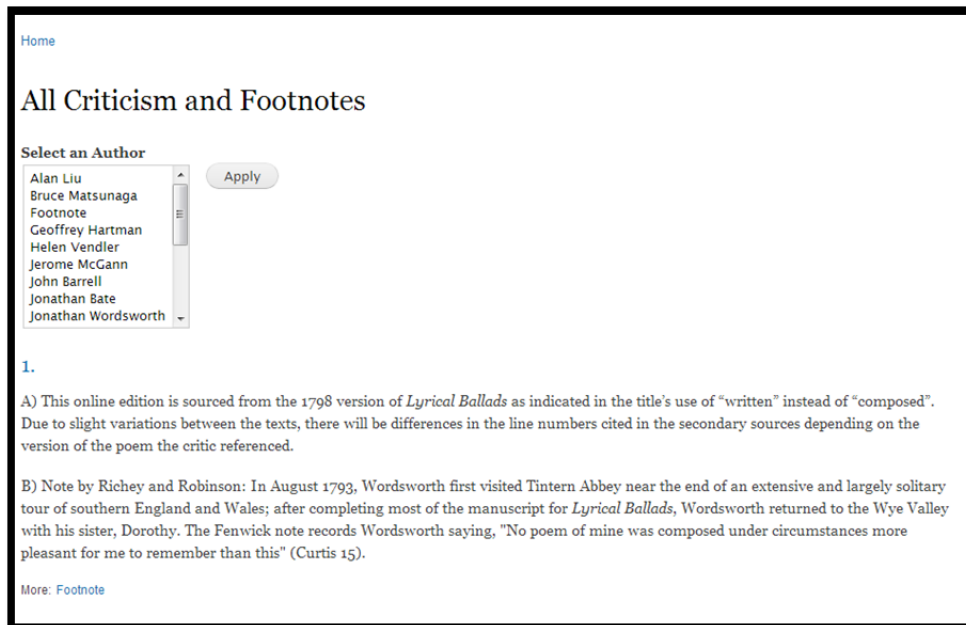 Home
All Criticism and Footnotes
Select an Author
Alan Liu
Apply
Bruce Matsunaga
Footnote
Geoffrey Hartman
Helen Vendler
Jerome McGann
John Barrell
Jonathan Bate
Jonathan Wordsworth
1.
A) This online edition is sourced from the 1798 version of Lyrical Ballads as indicated in the title's use of “written” instead of “composed”.
Due to slight variations between the texts, there will be differences in the line numbers cited in the secondary sources depending on the
version of the poem the critic referenced.
B) Note by Richey and Robinson: In August 1793, Wordsworth first visited Tintern Abbey near the end of an extensive and largely solitary
tour of southern England and Wales; after completing most of the manuscript for Lyrical Ballads, Wordsworth returned to the Wye Valley
with his sister, Dorothy. The Fenwick note records Wordsworth saying, "No poem of mine was composed under circumstances more
pleasant for me to remember than this" (Curtis 15).
More: Footnote